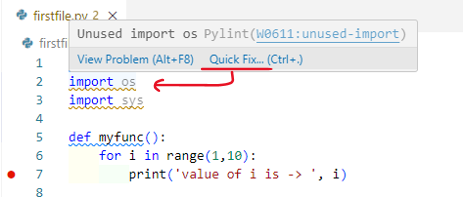 firstfile.py 2
Unused import os Pylint(W0611:unused-import)
View Problem (Alt+F8) Quick Fix... (Ctrl+.)
firstfi
1
2 import os
3 import sys
4
5 def myfunc():
6 for i in range(1,10):
7 print('value of i is -> ', i)
8